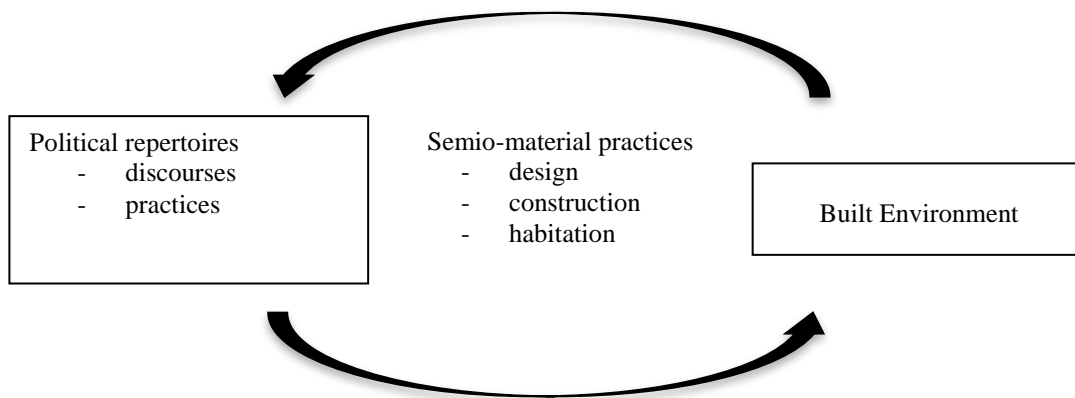 Political repertoires
- discourses
- practices
Semio-material practices
- design
- construction
- habitation
Built Environment